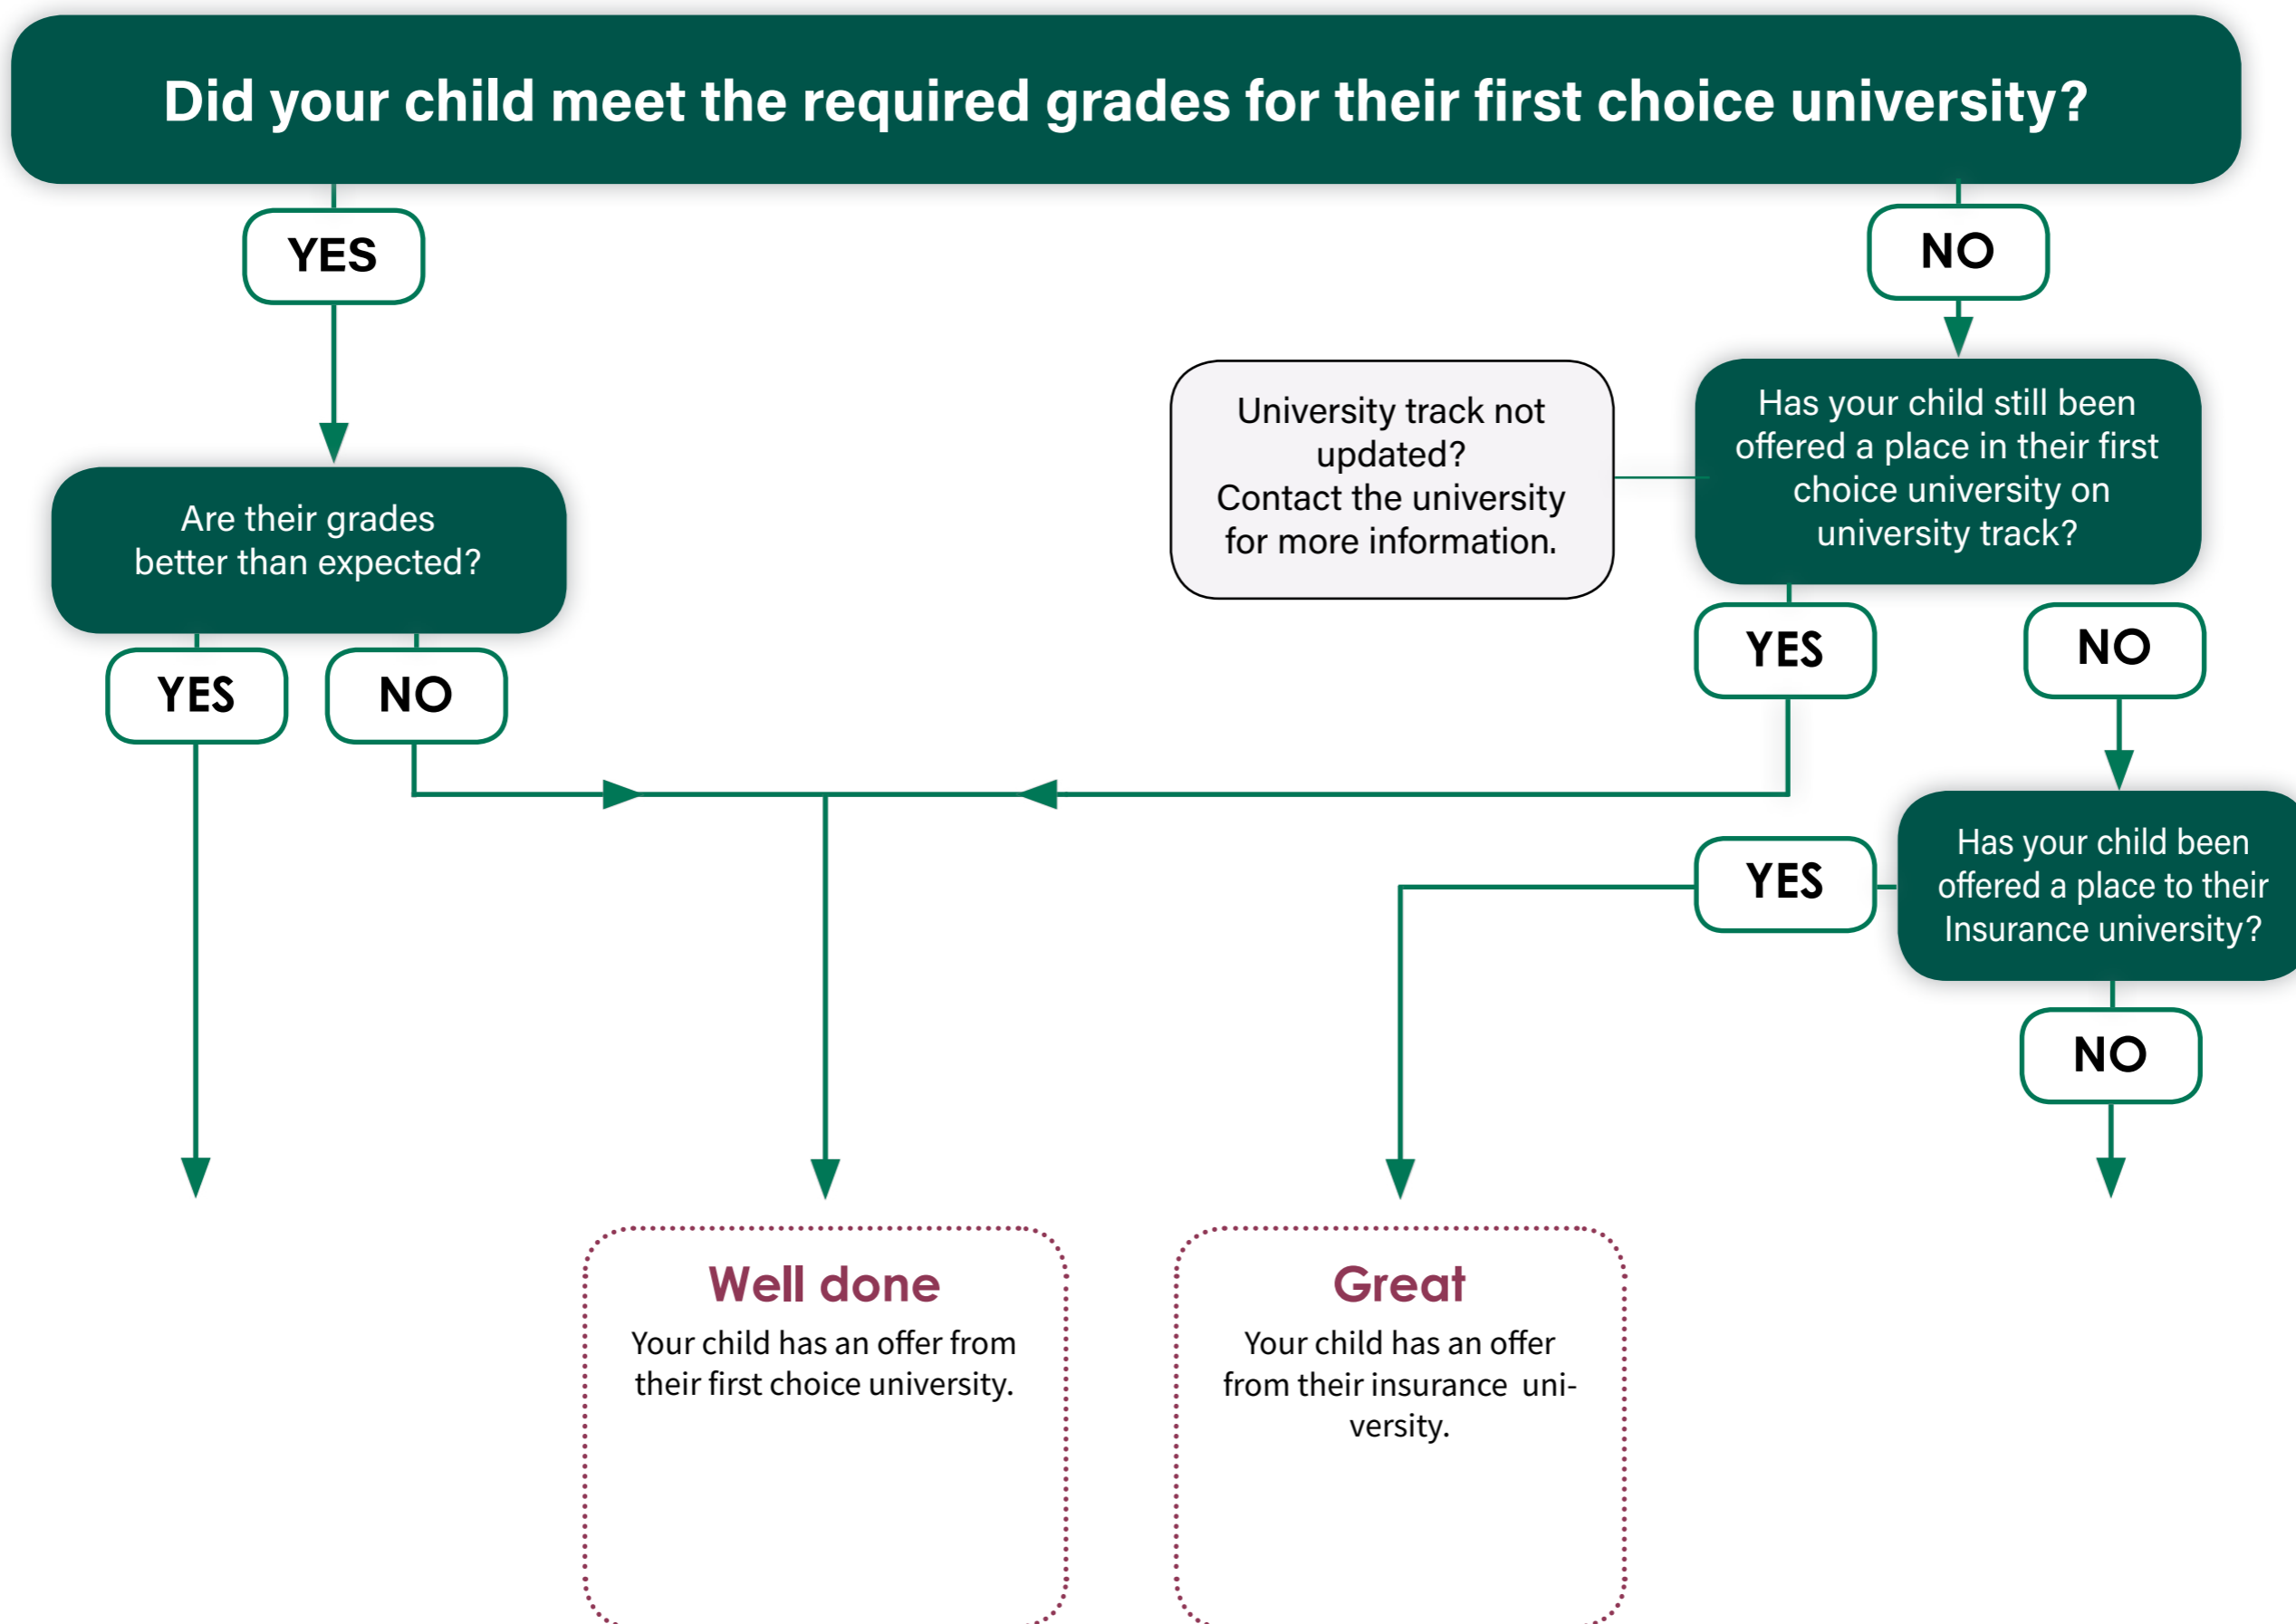 Did your child meet the required grades for their first choice university?
YES
NO
University track not
updated?
Contact the university
for more information.
Has your child still been
offered a place in their first
choice university on
university track?
Are their grades
better than expected?
YES
NO
YES
NO
YES
Has your child been
offered a place to their
Insurance university?
NO
Well done
Your child has an offer from
their first choice university.
Great
Your child has an offer
from their insurance  uni-
versity.